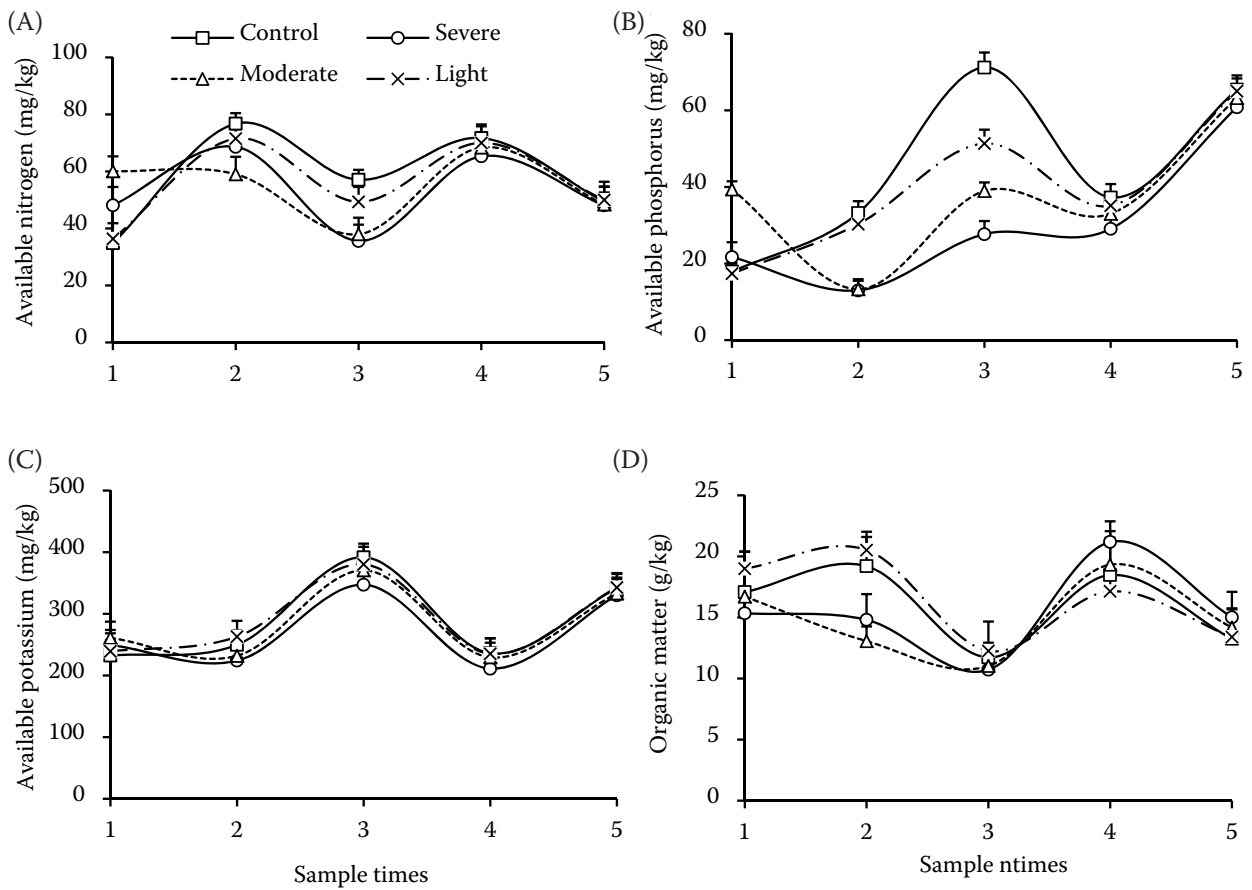 (A)
Control
Severe
Moderate
Light
Available nitrogen (mg/kg)
100
80
60
40
20
0
1 2 3 4 5
(B)
Available phosphorus (mg/kg)
80
60
40
20
0
1 2 3 4 5
(C)
Available potassium (mg/kg)
500
400
300
200
100
0
1 2 3 4 5
Sample times
(D)
Organic matter (g/kg)
25
20
15
10
5
0
1 2 3 4 5
Sample ntimes